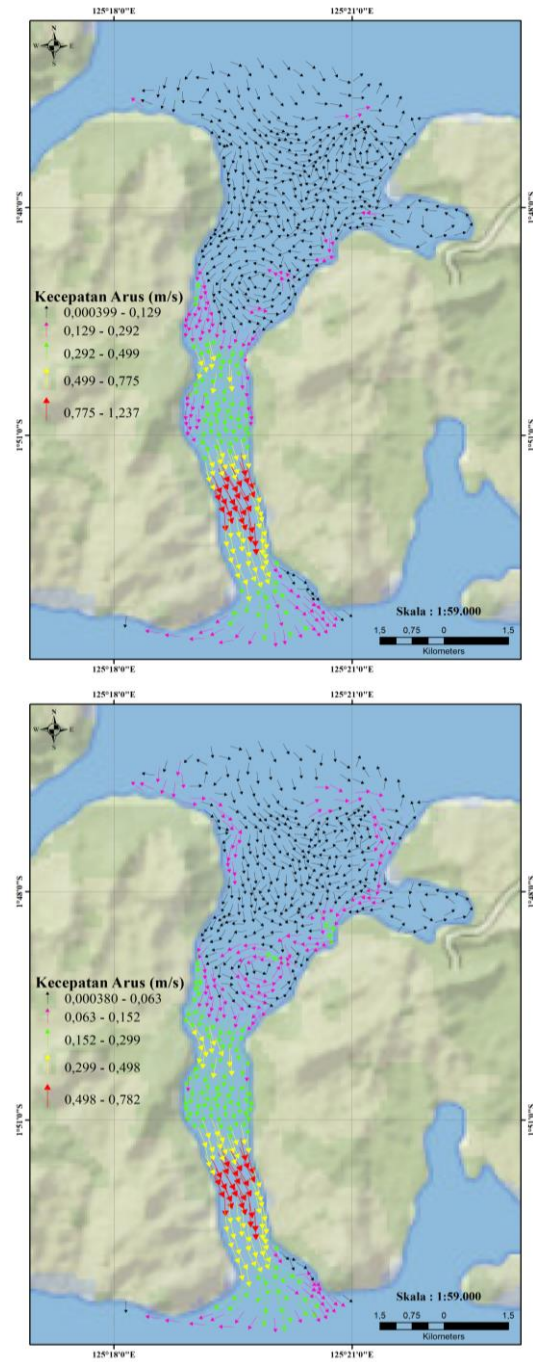 125°18'0"E 125°21'0"E
N
W E
S
1°48'0"S 1°48'0"S
Kecepatan Arus (m/s)
0,000399 - 0,129
0,129 - 0,292
0,292 - 0,499
0,499 - 0,775
0,775 - 1,237
1°51'0"S 1°51'0"S
Skala : 1:59.000
1,5 0,75 0 1,5
Kilometers
125°18'0"E 125°21'0"E
125°18'0"E 125°21'0"E
N
W E
S
1°48'0"S 1°48'0"S
Kecepatan Arus (m/s)
0,000380 - 0,063
0,063 - 0,152
0,152 - 0,299
0,299 - 0,498
0,498 - 0,782
1°51'0"S 1°51'0"S
Skala : 1:59.000
1,5 0,75 0 1,5
Kilometers
125°18'0"E 125°21'0"E